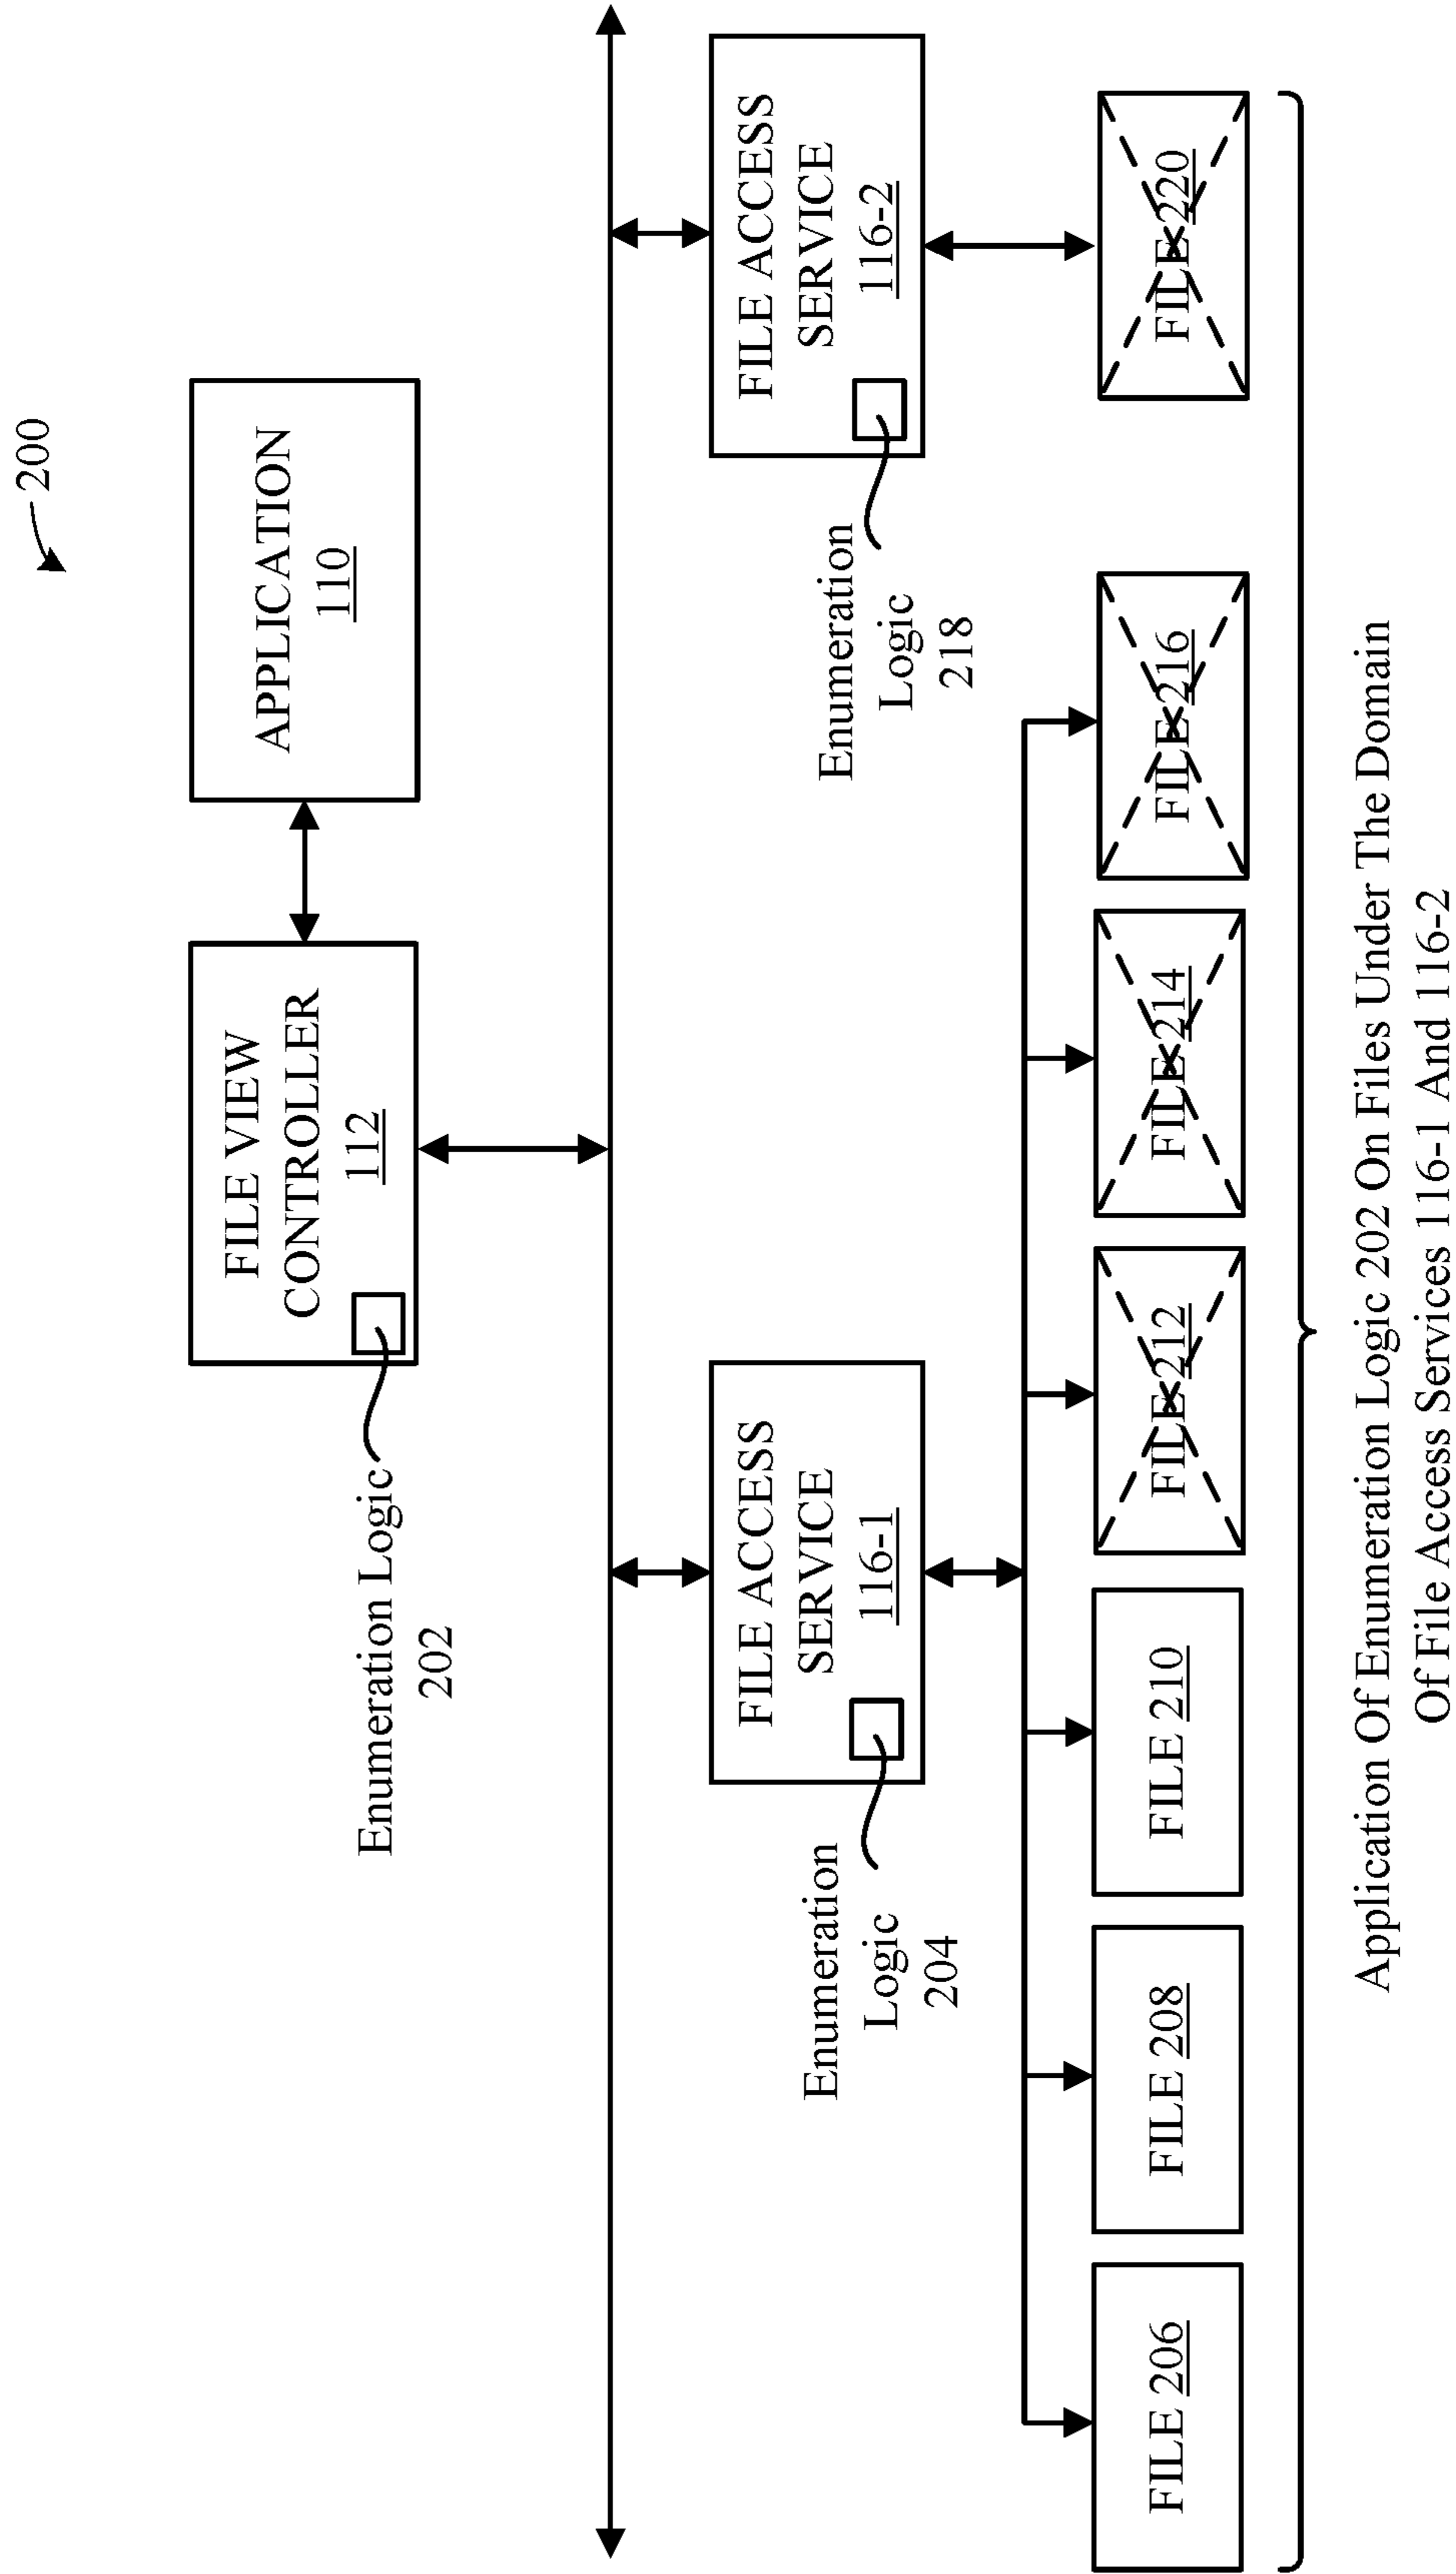 200
FILE VIEW
CONTROLLER
112
APPLICATION
110
Enumeration Logic
202
FILE ACCESS
SERVICE
116-1
Enumeration
Logic
204
FILE ACCESS
SERVICE
116-2
Enumeration
Logic
218
FILE 206
FILE 208
FILE 210
FILE 212
FILE 214
FILE 216
FILE 220
Application Of Enumeration Logic 202 On Files Under The Domain
Of File Access Services 116-1 And 116-2